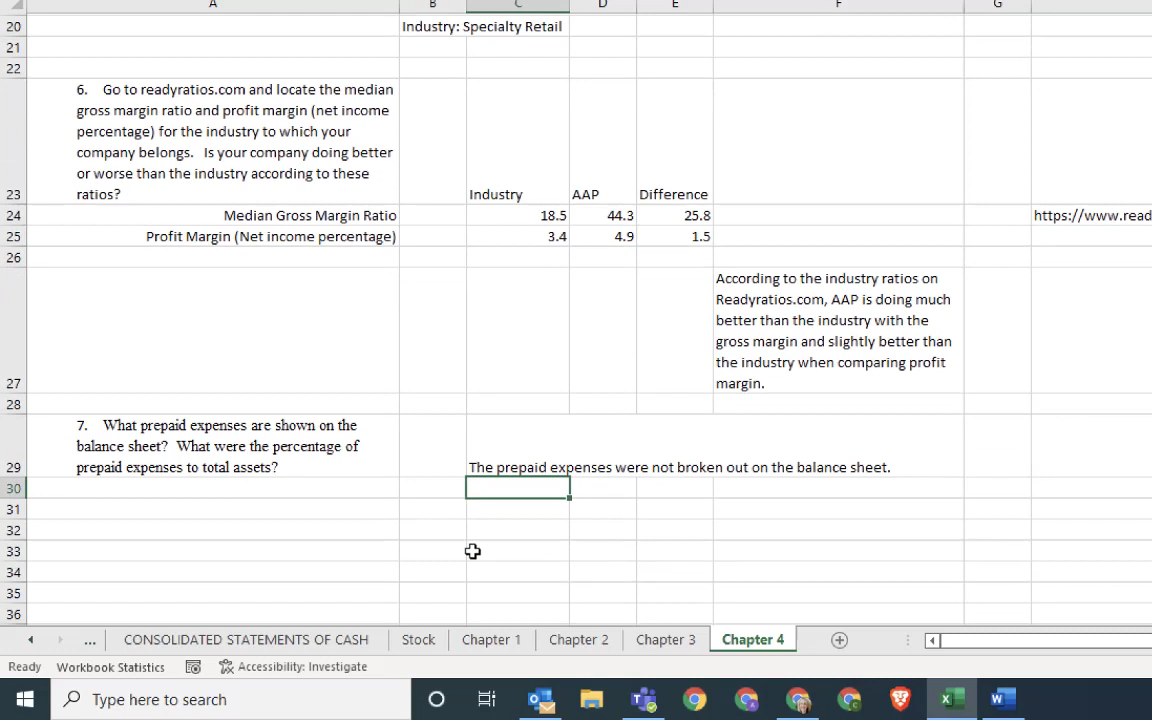 A B C D E F G
20 Industry: Specialty Retail
21
22
6. Go to readyratios.com and locate the median
gross margin ratio and profit margin (net income
percentage) for the industry to which your
company belongs. Is your company doing better
or worse than the industry according to these
23 ratios? Industry AAP Difference
24 Median Gross Margin Ratio 18.5 44.3 25.8 https://www.read
25 Profit Margin (Net income percentage) 3.4 4.9 1.5
26
According to the industry ratios on
Readyratios.com, AAP is doing much
better than the industry with the
gross margin and slightly better than
the industry when comparing profit
27 margin.
28
7. What prepaid expenses are shown on the
balance sheet? What were the percentage of
29 prepaid expenses to total assets? The prepaid expenses were not broken out on the balance sheet.
30
31
32
33
34
35
36
... CONSOLIDATED STATEMENTS OF CASH Stock Chapter 1 Chapter 2 Chapter 3 Chapter 4
Ready Workbook Statistics Accessibility: Investigate
Type here to search